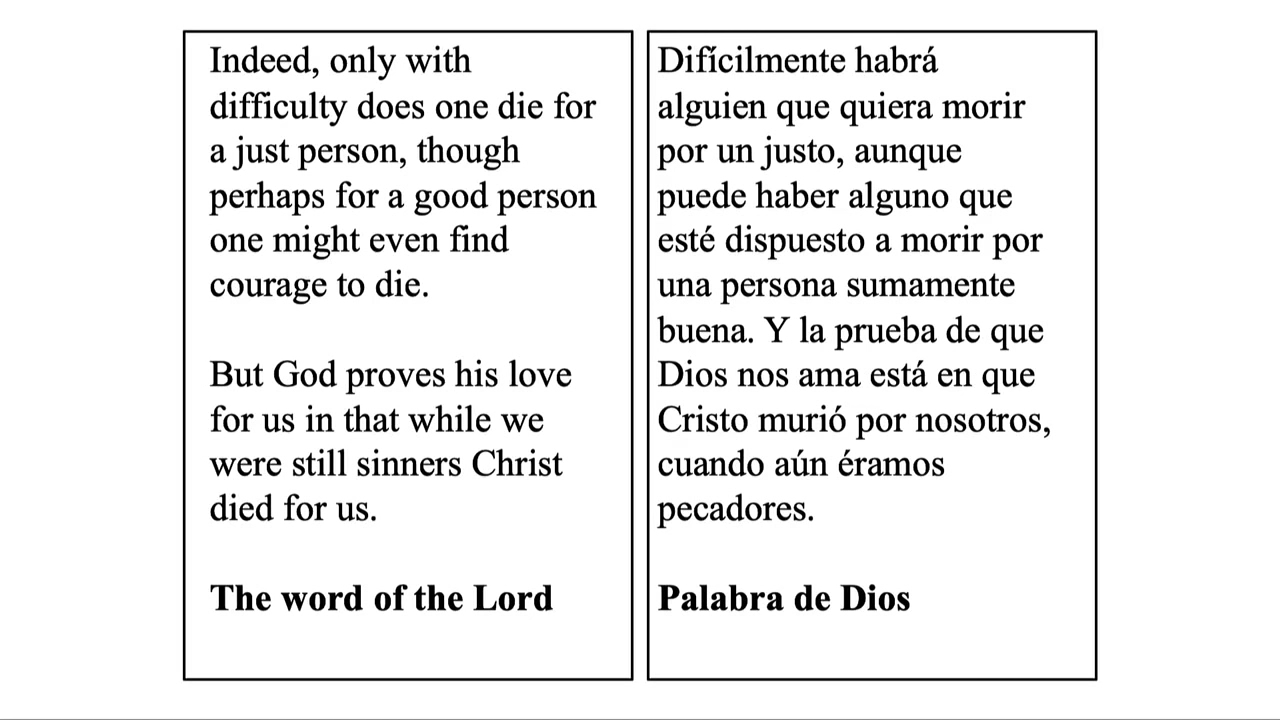 Indeed, only with
difficulty does one die for
a just person, though
perhaps for a good person
one might even find
courage to die.
But God proves his love
for us in that while we
were still sinners Christ
died for us.
The word of the Lord
Difícilmente habrá
alguien que quiera morir
por un justo, aunque
puede haber alguno que
esté dispuesto a morir por
una persona sumamente
buena. Y la prueba de que
Dios nos ama está en que
Cristo murió por nosotros,
cuando aún éramos
pecadores.
Palabra de Dios